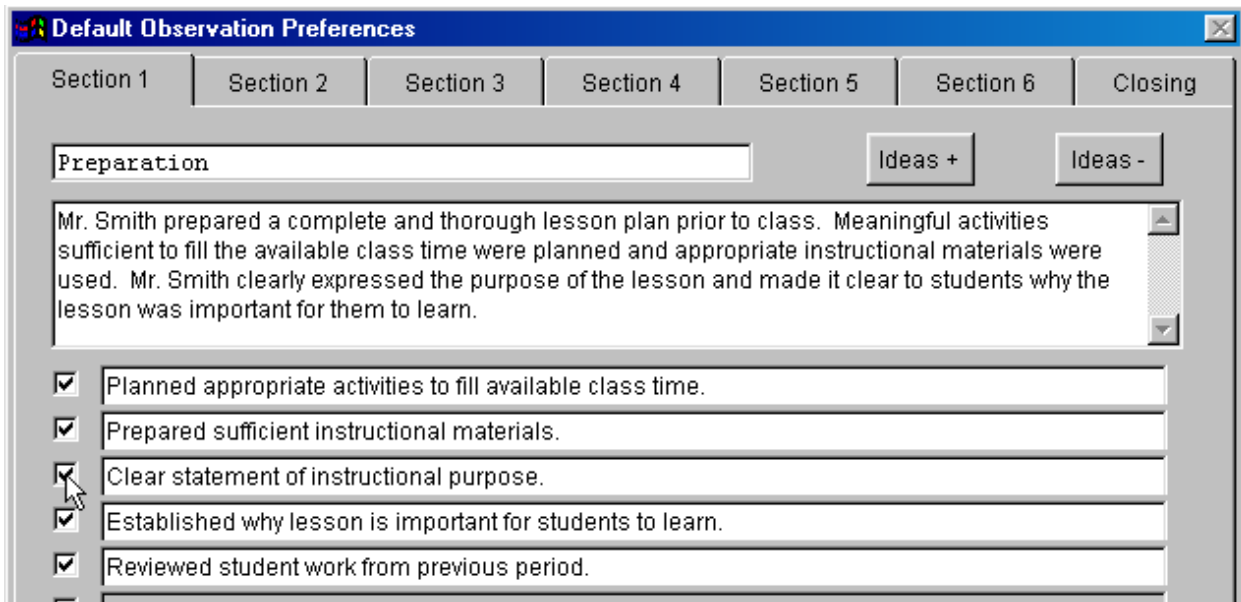 Default Observation Preferences
Section 1 Section 2 Section 3 Section 4 Section 5 Section 6 Closing
Preparation Ideas + Ideas -
Mr. Smith prepared a complete and thorough lesson plan prior to class.  Meaningful activities
sufficient to fill the available class time were planned and appropriate instructional materials were
used.  Mr. Smith clearly expressed the purpose of the lesson and made it clear to students why the
lesson was important for them to learn.
Planned appropriate activities to fill available class time.
Prepared sufficient instructional materials.
Clear statement of instructional purpose.
Established why lesson is important for students to learn.
Reviewed student work from previous period.